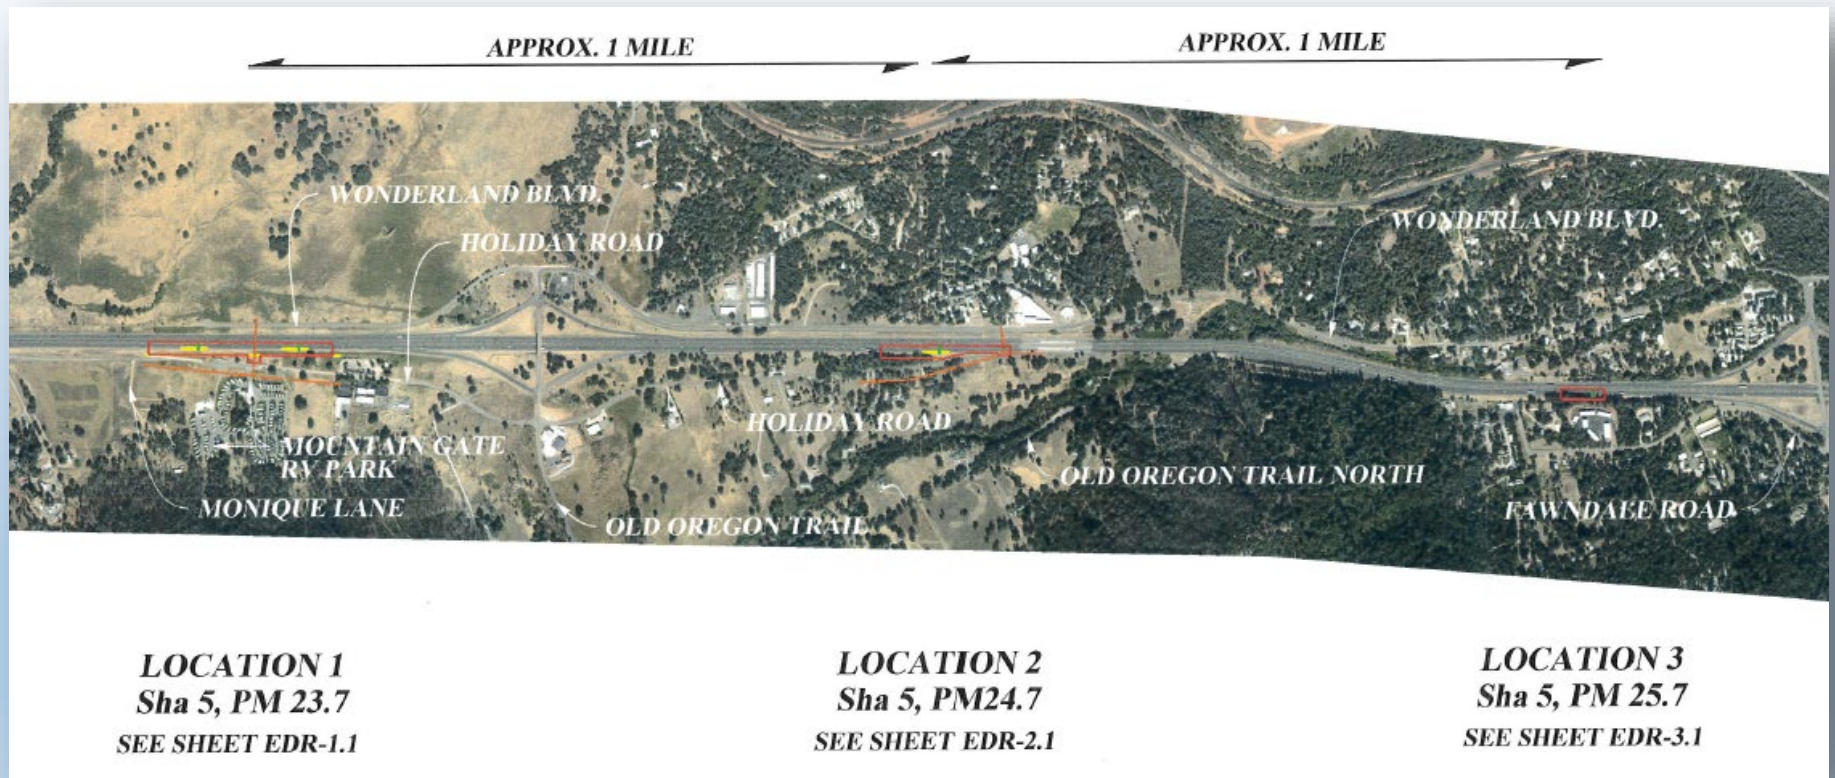 APPROX. 1 MILE
APPROX. 1 MILE
WONDERLAND BLVD.
HOLIDAY ROAD
WONDERLAND BLVD.
MOUNTAIN GATE
RV PARK
MONIQUE LANE
HOLIDAY ROAD
OLD OREGON TRAIL
OLD OREGON TRAIL NORTH
FAWNDALE ROAD
LOCATION 1
Sha 5, PM 23.7
SEE SHEET EDR-1.1
LOCATION 2
Sha 5, PM24.7
SEE SHEET EDR-2.1
LOCATION 3
Sha 5, PM 25.7
SEE SHEET EDR-3.1